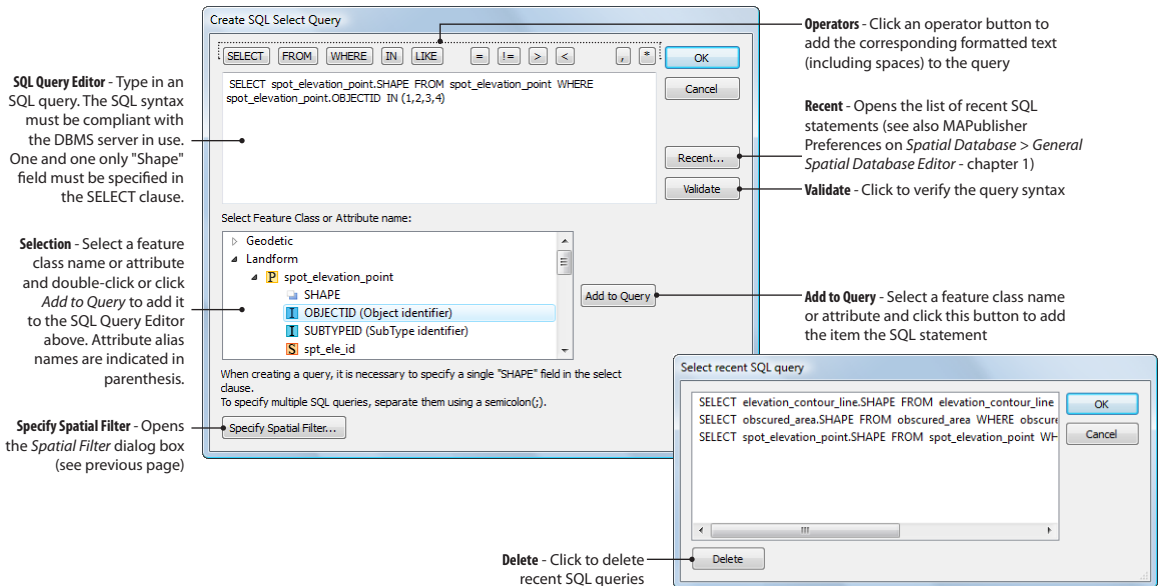 Create SQL Select Query
SELECT FROM WHERE IN LIKE = != > < , *
OK
Cancel
SELECT spot_elevation_point.SHAPE FROM spot_elevation_point WHERE
spot_elevation_point.OBJECTID IN (1,2,3,4)
Recent...
Validate
Select Feature Class or Attribute name:
Geodetic
Landform
P spot_elevation_point
SHAPE
I OBJECTID (Object identifier)
I SUBTYPEID (SubType identifier)
S spt_ele_id
Add to Query
When creating a query, it is necessary to specify a single "SHAPE" field in the select
clause.
To specify multiple SQL queries, separate them using a semicolon(;).
Specify Spatial Filter...
SQL Query Editor - Type in an
SQL query. The SQL syntax
must be compliant with
the DBMS server in use.
One and one only "Shape"
field must be specified in
the SELECT clause.
Selection - Select a feature
class name or attribute
and double-click or click
Add to Query to add it
to the SQL Query Editor
above. Attribute alias
names are indicated in
parenthesis.
Specify Spatial Filter - Opens
the Spatial Filter dialog box
(see previous page)
Operators - Click an operator button to
add the corresponding formatted text
(including spaces) to the query
Recent - Opens the list of recent SQL
statements (see also MAPublisher
Preferences on Spatial Database > General
Spatial Database Editor - chapter 1)
Validate - Click to verify the query syntax
Add to Query - Select a feature class name
or attribute and click this button to add
the item the SQL statement
Select recent SQL query
SELECT elevation_contour_line.SHAPE FROM elevation_contour_line
SELECT obscured_area.SHAPE FROM obscured_area WHERE obscure
SELECT spot_elevation_point.SHAPE FROM spot_elevation_point WH
OK
Cancel
Delete
Delete - Click to delete
recent SQL queries